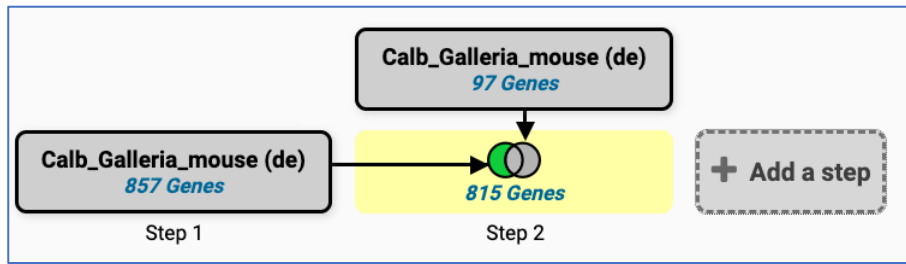 Calb_Galleria_mouse (de)
97 Genes
Calb_Galleria_mouse (de)
857 Genes
815 Genes
+ Add a step
Step 1
Step 2